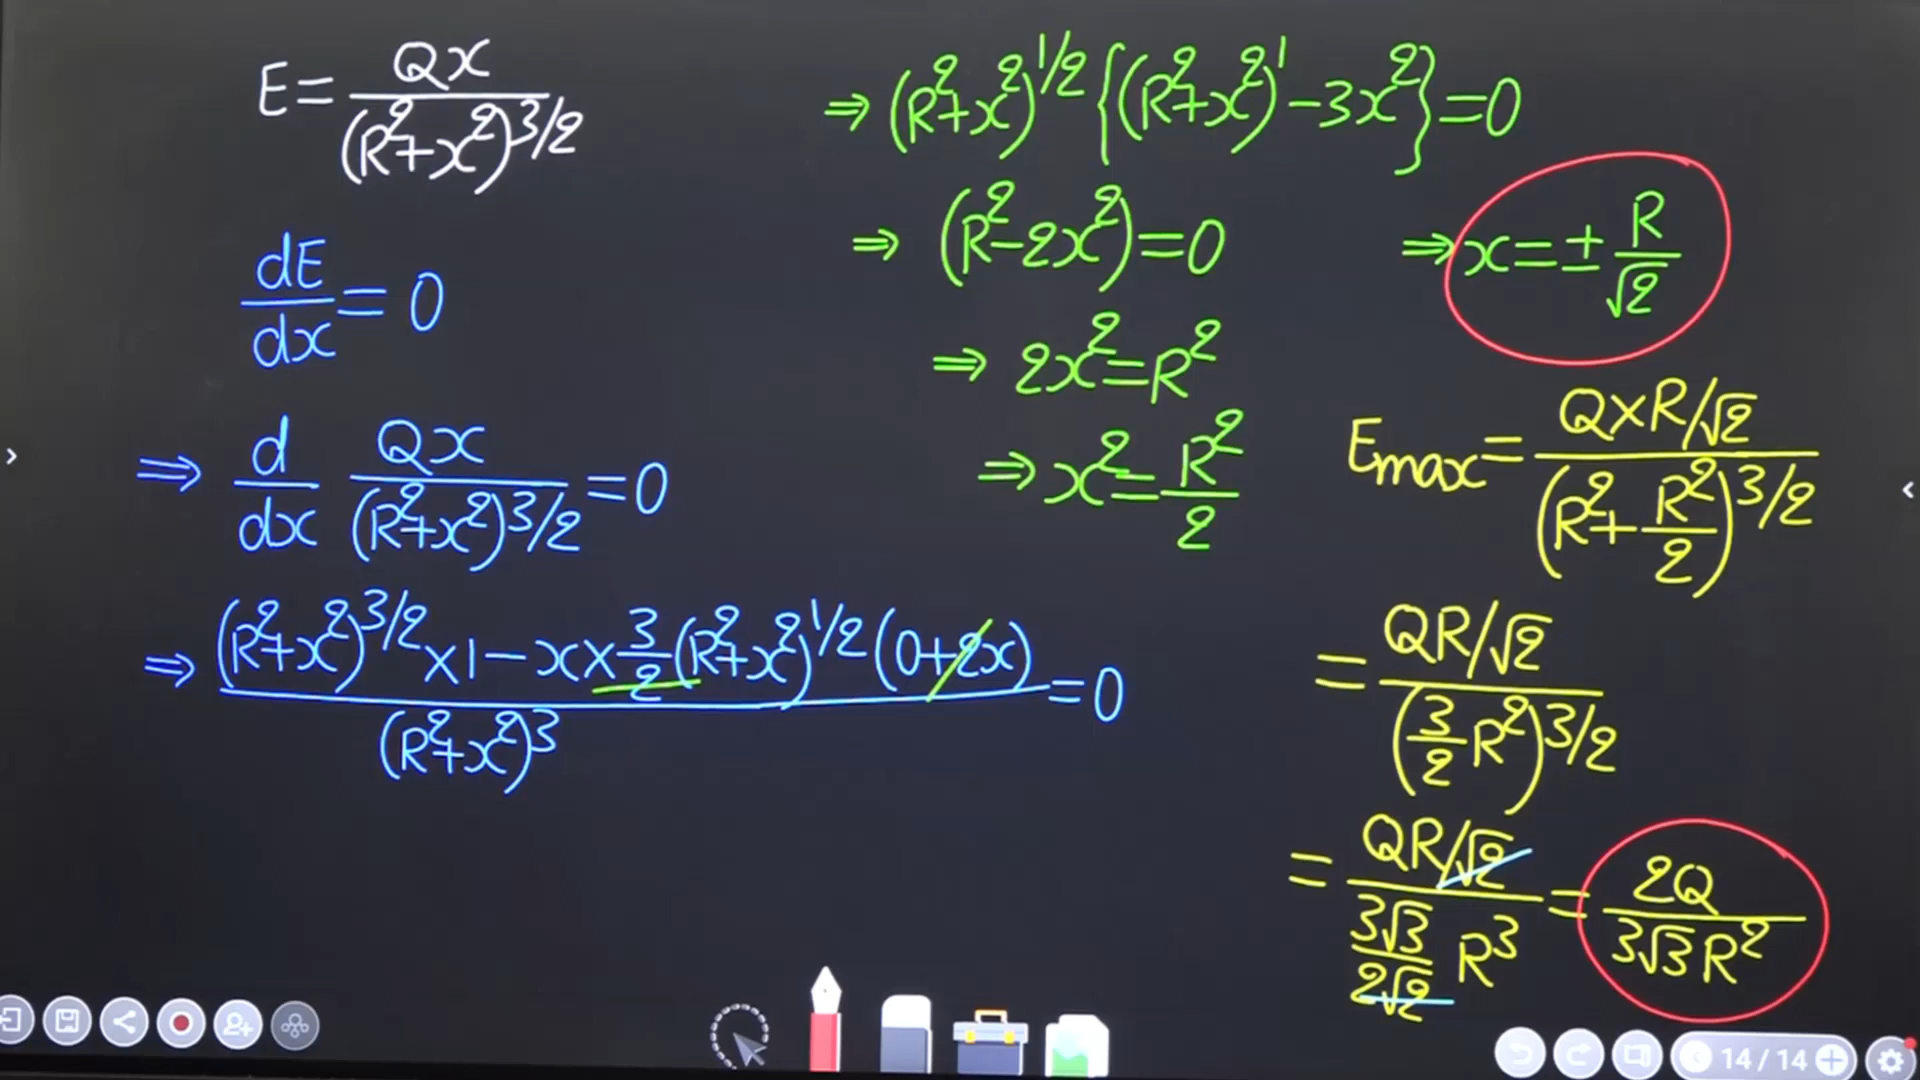 E = Qx / (R²+x²)^3/2
dE/dx = 0
⇒ d/dx Qx / (R²+x²)^3/2 = 0
⇒ (R²+x²)^3/2 × 1 − x × 3/2 (R²+x²)^1/2 (0+2x) / (R²+x²)³ = 0
⇒ (R²+x²)^1/2 {(R²+x²)^1 − 3x²} = 0
⇒ (R²−2x²) = 0
⇒ 2x² = R²
⇒ x² = R²/2
⇒ x = ± R/√2
Emax = Q×R/√2 / (R² + R²/2)^3/2
= QR/√2 / (3/2 R²)^3/2
= QR/√2 / (3√3/2√2 R³) = 2Q / 3√3R²
14 / 14